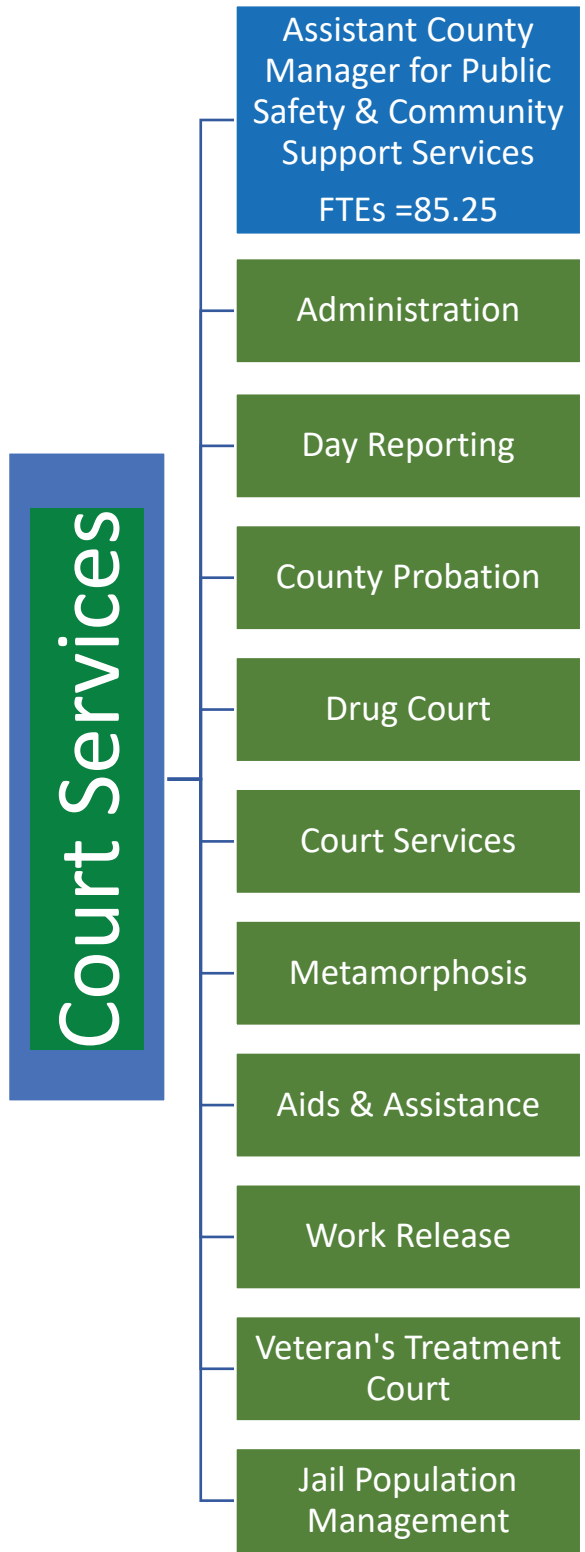 Court Services
Assistant County
Manager for Public
Safety & Community
Support Services
FTEs =85.25
Administration
Day Reporting
County Probation
Drug Court
Court Services
Metamorphosis
Aids & Assistance
Work Release
Veteran's Treatment
Court
Jail Population
Management